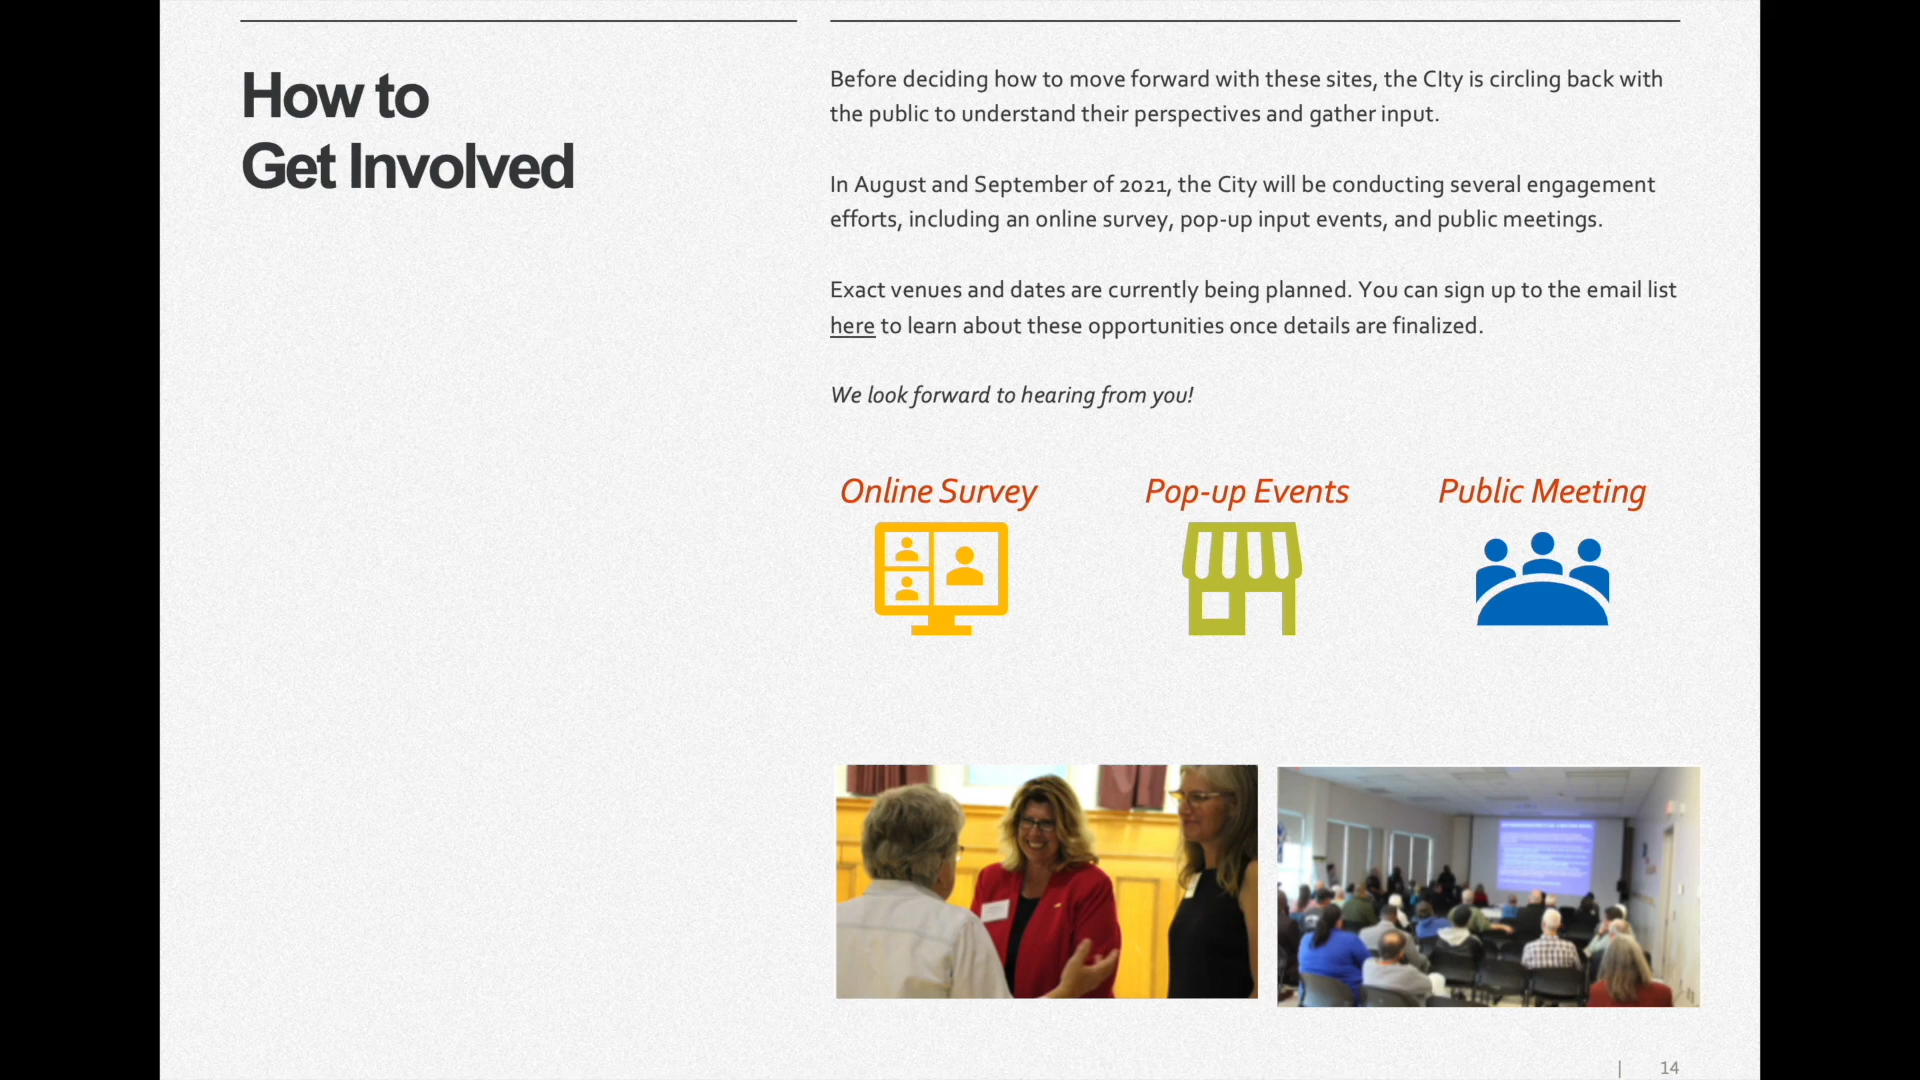 How to
Get Involved
Before deciding how to move forward with these sites, the CIty is circling back with
the public to understand their perspectives and gather input.
In August and September of 2021, the City will be conducting several engagement
efforts, including an online survey, pop-up input events, and public meetings.
Exact venues and dates are currently being planned. You can sign up to the email list
here to learn about these opportunities once details are finalized.
We look forward to hearing from you!
Online Survey
Pop-up Events
Public Meeting
| 14